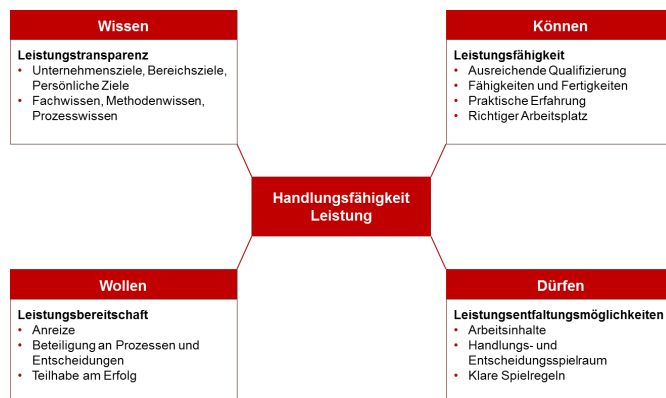 Wissen
Leistungstransparenz
• Unternehmensziele, Bereichsziele,
Persönliche Ziele
• Fachwissen, Methodenwissen,
Prozesswissen
Können
Leistungsfähigkeit
• Ausreichende Qualifizierung
• Fähigkeiten und Fertigkeiten
• Praktische Erfahrung
• Richtiger Arbeitsplatz
Handlungsfähigkeit
Leistung
Wollen
Leistungsbereitschaft
• Anreize
• Beteiligung an Prozessen und
Entscheidungen
• Teilhabe am Erfolg
Dürfen
Leistungsentfaltungsmöglichkeiten
• Arbeitsinhalte
• Handlungs- und
Entscheidungsspielraum
• Klare Spielregeln